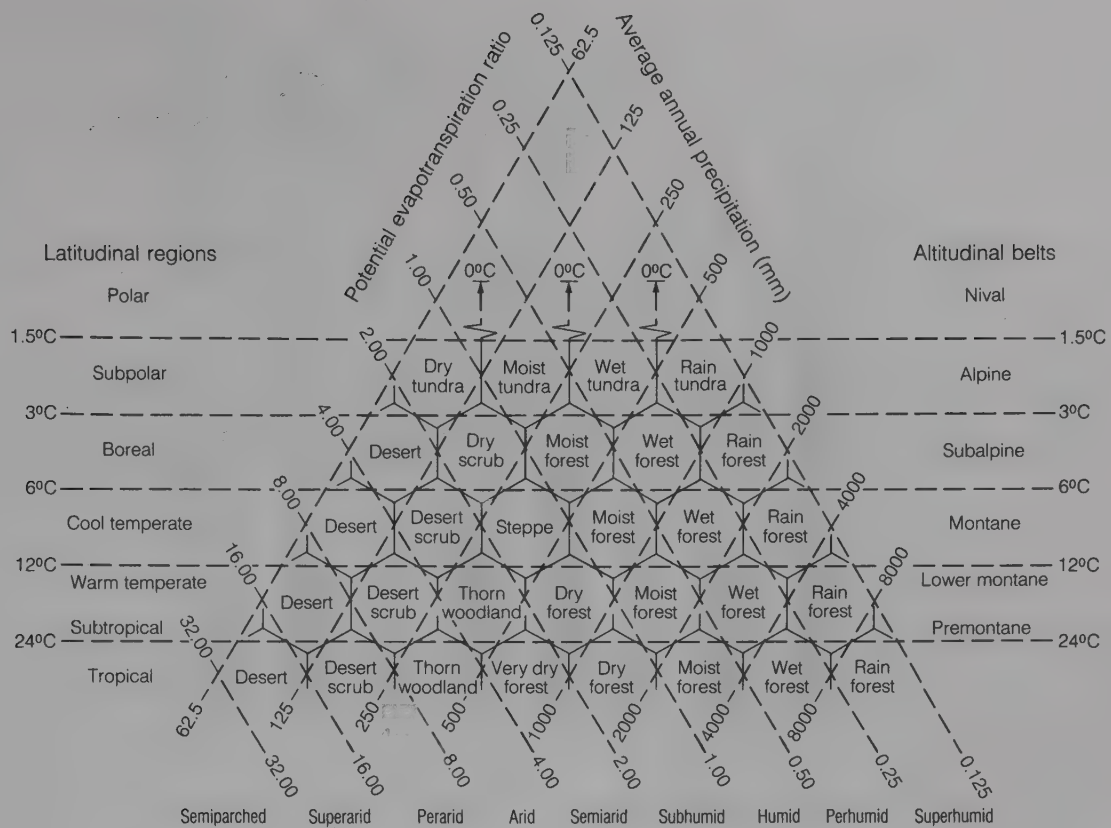 Potential evapotranspiration ratio
Average annual precipitation (mm)
0.125
62.5
0.25
125
0.50
250
1.00
0ºC
0ºC
0ºC
500
Latitudinal regions
Altitudinal belts
Polar
Nival
1.5ºC
1.5ºC
2.00
1000
Subpolar
Dry tundra
Moist tundra
Wet tundra
Rain tundra
Alpine
3ºC
3ºC
4.00
2000
Boreal
Desert
Dry scrub
Moist forest
Wet forest
Rain forest
Subalpine
6ºC
6ºC
8.00
4000
Cool temperate
Desert
Desert scrub
Steppe
Moist forest
Wet forest
Rain forest
Montane
12ºC
12ºC
16.00
8000
Warm temperate
Desert
Desert scrub
Thorn woodland
Dry forest
Moist forest
Wet forest
Rain forest
Lower montane
Subtropical
Premontane
24ºC
24ºC
32.00
Tropical
Desert
Desert scrub
Thorn woodland
Very dry forest
Dry forest
Moist forest
Wet forest
Rain forest
62.5
125
250
500
1000
2000
4000
8000
32.00
16.00
8.00
4.00
2.00
1.00
0.50
0.25
0.125
Semiparched
Superarid
Perarid
Arid
Semiarid
Subhumid
Humid
Perhumid
Superhumid